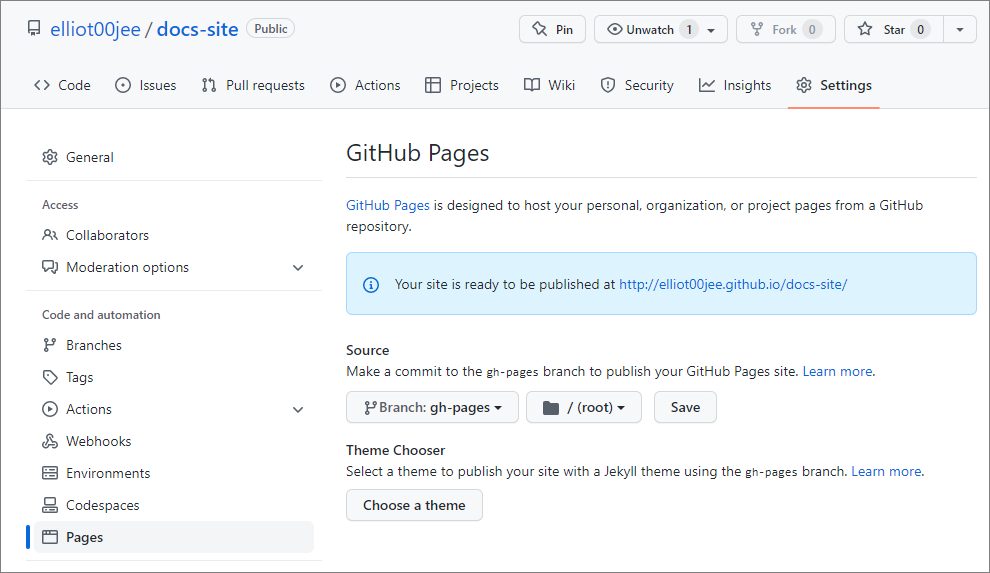 elliot00jee / docs-site Public Pin Unwatch 1 Fork 0 Star 0
Code Issues Pull requests Actions Projects Wiki Security Insights Settings
General
Access
Collaborators
Moderation options
Code and automation
Branches
Tags
Actions
Webhooks
Environments
Codespaces
Pages
GitHub Pages
GitHub Pages is designed to host your personal, organization, or project pages from a GitHub
repository.
Your site is ready to be published at http://elliot00jee.github.io/docs-site/
Source
Make a commit to the gh-pages branch to publish your GitHub Pages site. Learn more.
Branch: gh-pages / (root) Save
Theme Chooser
Select a theme to publish your site with a Jekyll theme using the gh-pages branch. Learn more.
Choose a theme